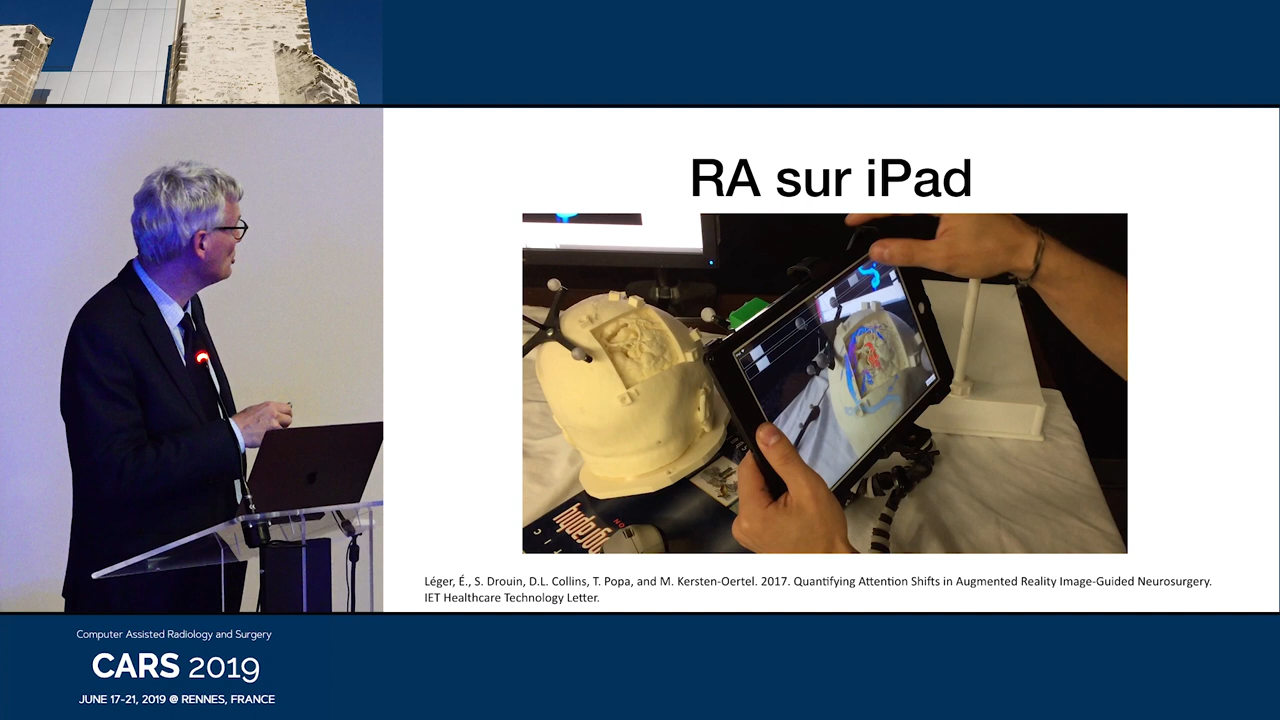 RA sur iPad
Léger, É., S. Drouin, D.L. Collins, T. Popa, and M. Kersten-Oertel. 2017. Quantifying Attention Shifts in Augmented Reality Image-Guided Neurosurgery.
IET Healthcare Technology Letter.
Computer Assisted Radiology and Surgery
CARS 2019
JUNE 17-21, 2019 @ RENNES, FRANCE